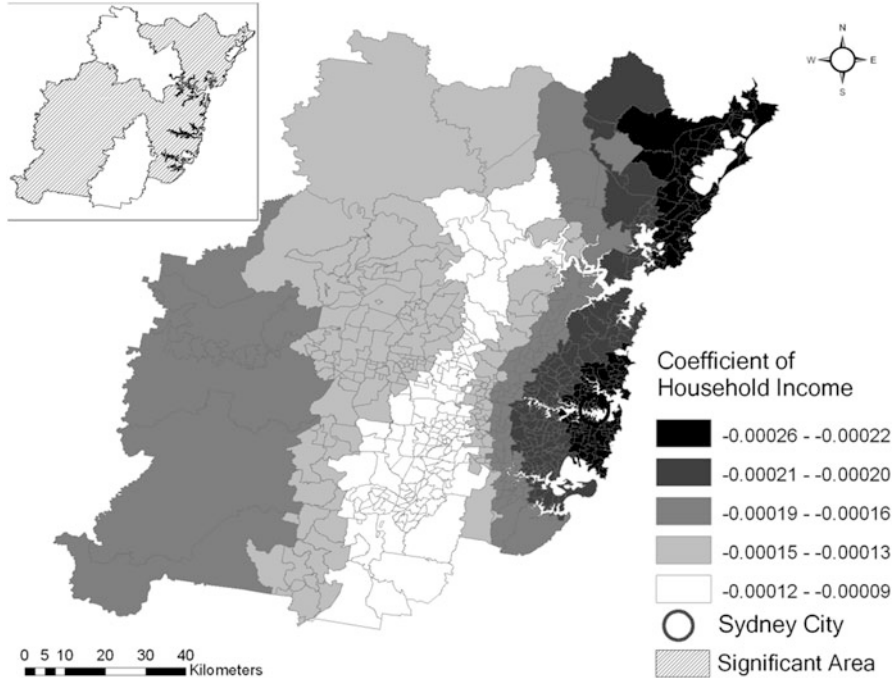 N
W E
S
Coefficient of
Household Income
-0.00026 - -0.00022
-0.00021 - -0.00020
-0.00019 - -0.00016
-0.00015 - -0.00013
-0.00012 - -0.00009
Sydney City
Significant Area
0 5 10 20 30 40
Kilometers